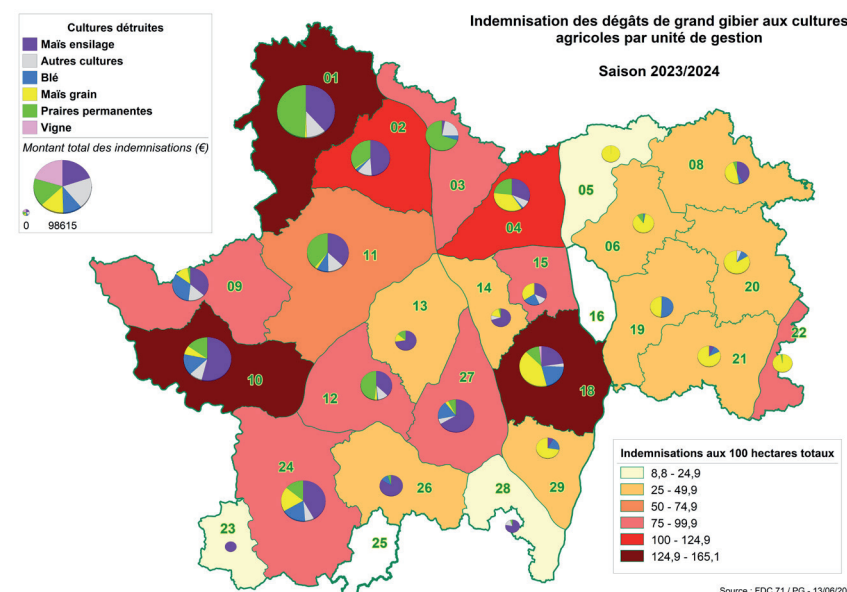 Indemnisation des dégâts de grand gibier aux cultures
agricoles par unité de gestion
Saison 2023/2024
Cultures détruites
Maïs ensilage
Autres cultures
Blé
Maïs grain
Praires permanentes
Vigne
Montant total des indemnisations (€)
0 98615
01
02
03
04
05
08
06
11
09
13
14
15
16
20
19
22
21
10
12
27
18
24
26
28
29
23
25
Indemnisations aux 100 hectares totaux
8,8 - 24,9
25 - 49,9
50 - 74,9
75 - 99,9
100 - 124,9
124,9 - 165,1
Source : FDC 71 / PG - 13/06/20